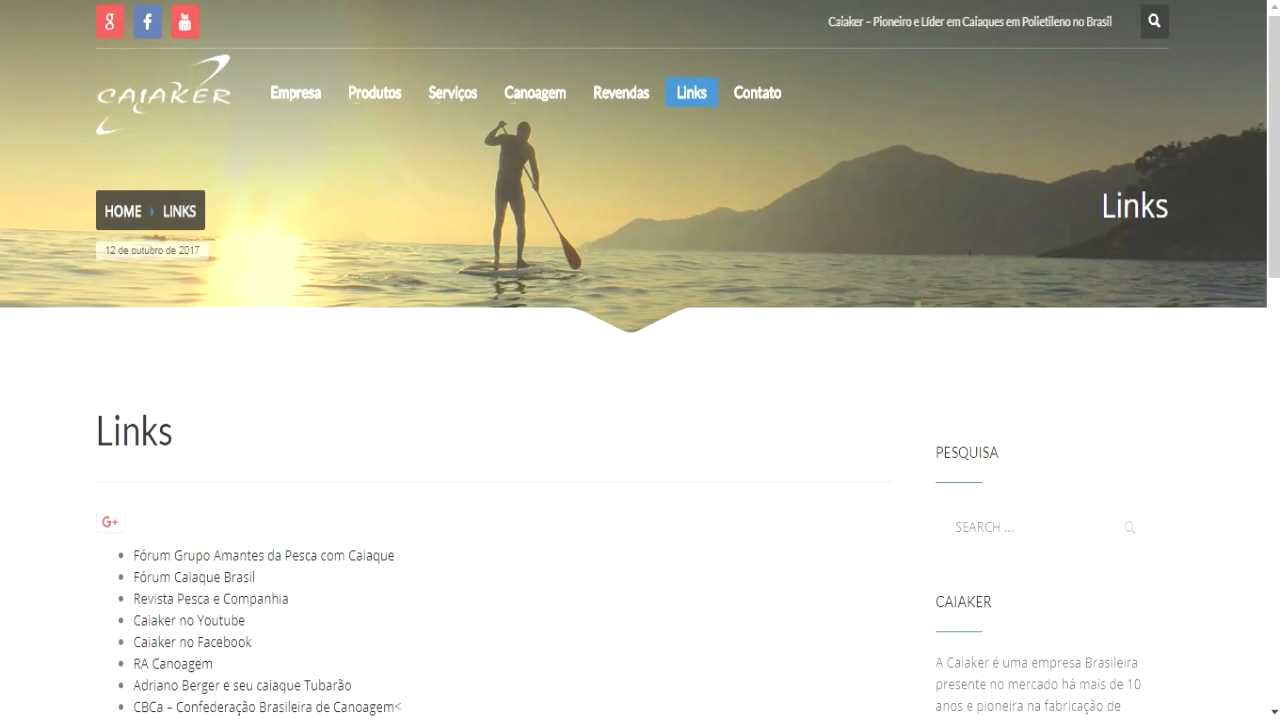 Caiaker – Pioneiro e Líder em Caiaques em Polietileno no Brasil
CAIAKER
Empresa Produtos Serviços Canoagem Revendas Links Contato
HOME LINKS
Links
12 de outubro de 2017
Links
PESQUISA
G+
SEARCH ...
Fórum Grupo Amantes da Pesca com Caiaque
Fórum Caiaque Brasil
Revista Pesca e Companhia
Caiaker no Youtube
Caiaker no Facebook
RA Canoagem
Adriano Berger e seu caiaque Tubarão
CBCa – Confederação Brasileira de Canoagem<
CAIAKER
A Caiaker é uma empresa Brasileira
presente no mercado há mais de 10
anos e pioneira na fabricação de